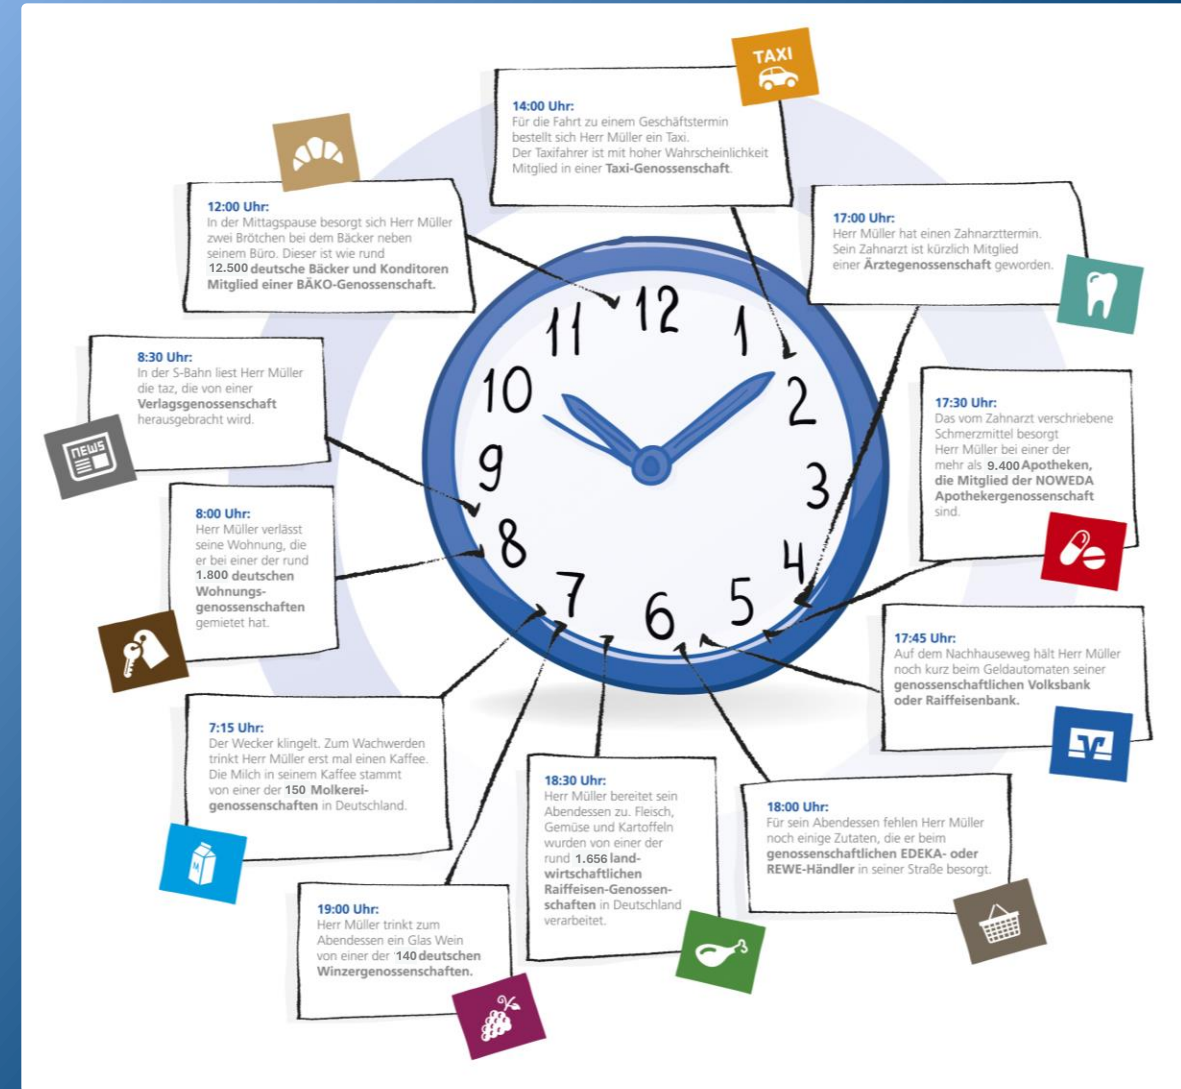 TAXI
14:00 Uhr:
Für die Fahrt zu einem Geschäftstermin
bestellt sich Herr Müller ein Taxi.
Der Taxifahrer ist mit hoher Wahrscheinlichkeit
Mitglied in einer Taxi-Genossenschaft.
12:00 Uhr:
In der Mittagspause besorgt sich Herr Müller
zwei Brötchen bei dem Bäcker neben
seinem Büro. Dieser ist wie rund
12.500 deutsche Bäcker und Konditoren
Mitglied einer BÄKO-Genossenschaft.
17:00 Uhr:
Herr Müller hat einen Zahnarzttermin.
Sein Zahnarzt ist kürzlich Mitglied
einer Ärztegenossenschaft geworden.
8:30 Uhr:
In der S-Bahn liest Herr Müller
die taz, die von einer
Verlagsgenossenschaft
herausgebracht wird.
NEWS
17:30 Uhr:
Das vom Zahnarzt verschriebene
Schmerzmittel besorgt
Herr Müller bei einer der
mehr als 9.400 Apotheken,
die Mitglied der NOWEDA
Apothekergenossenschaft
sind.
8:00 Uhr:
Herr Müller verlässt
seine Wohnung, die
er bei einer der rund
1.800 deutschen
Wohnungs-
genossenschaften
gemietet hat.
17:45 Uhr:
Auf dem Nachhauseweg hält Herr Müller
noch kurz beim Geldautomaten seiner
genossenschaftlichen Volksbank
oder Raiffeisenbank.
7:15 Uhr:
Der Wecker klingelt. Zum Wachwerden
trinkt Herr Müller erst mal einen Kaffee.
Die Milch in seinem Kaffee stammt
von einer der 150 Molkerei-
genossenschaften in Deutschland.
M
18:30 Uhr:
Herr Müller bereitet sein
Abendessen zu. Fleisch,
Gemüse und Kartoffeln
wurden von einer der
rund 1.656 land-
wirtschaftlichen
Raiffeisen-Genossen-
schaften in Deutschland
verarbeitet.
18:00 Uhr:
Für sein Abendessen fehlen Herr Müller
noch einige Zutaten, die er beim
genossenschaftlichen EDEKA- oder
REWE-Händler in seiner Straße besorgt.
19:00 Uhr:
Herr Müller trinkt zum
Abendessen ein Glas Wein
von einer der 140 deutschen
Winzergenossenschaften.
12
1
2
3
4
5
6
7
8
9
10
11